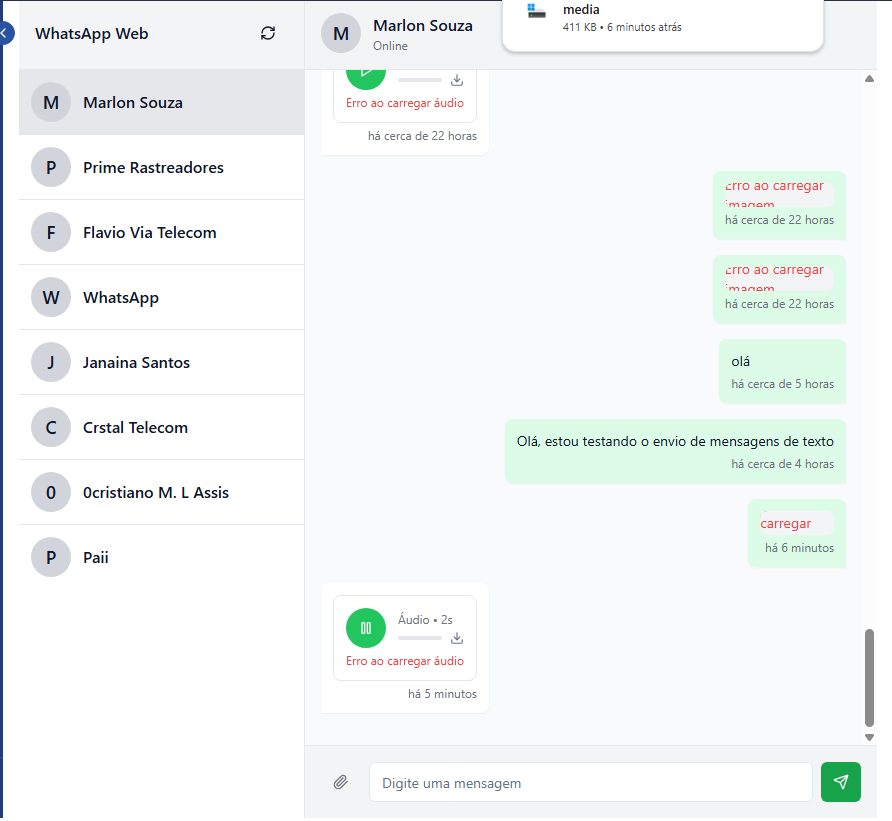 WhatsApp Web
M
Marlon Souza
P
Prime Rastreadores
F
Flavio Via Telecom
W
WhatsApp
J
Janaina Santos
C
Crstal Telecom
0
0cristiano M. L Assis
P
Paii
M
Marlon Souza
Online
media
411 KB • 6 minutos atrás
Erro ao carregar áudio
há cerca de 22 horas
Erro ao carregar
imagem
há cerca de 22 horas
Erro ao carregar
imagem
há cerca de 22 horas
olá
há cerca de 5 horas
Olá, estou testando o envio de mensagens de texto
há cerca de 4 horas
carregar
há 6 minutos
Áudio • 2s
Erro ao carregar áudio
há 5 minutos
Digite uma mensagem